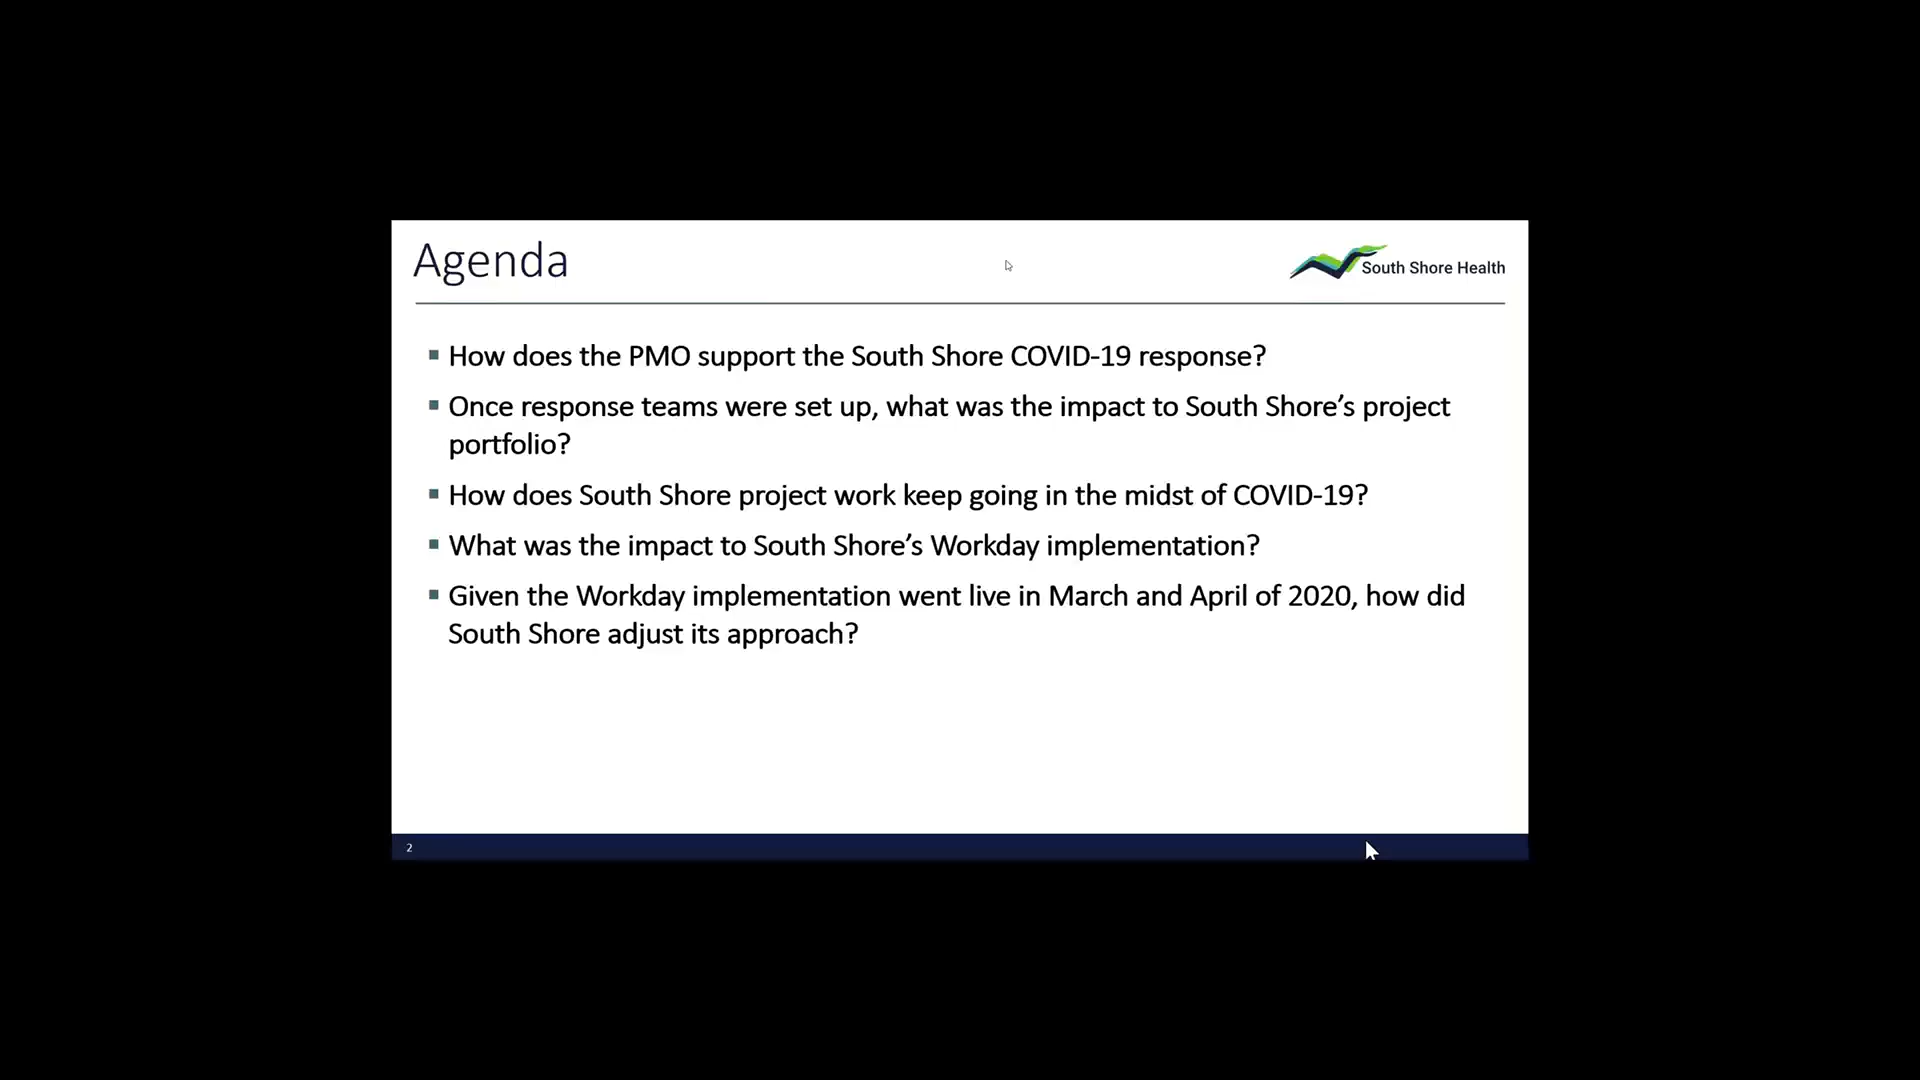 Agenda
South Shore Health
▪ How does the PMO support the South Shore COVID-19 response?
▪ Once response teams were set up, what was the impact to South Shore’s project
portfolio?
▪ How does South Shore project work keep going in the midst of COVID-19?
▪ What was the impact to South Shore’s Workday implementation?
▪ Given the Workday implementation went live in March and April of 2020, how did
South Shore adjust its approach?
2